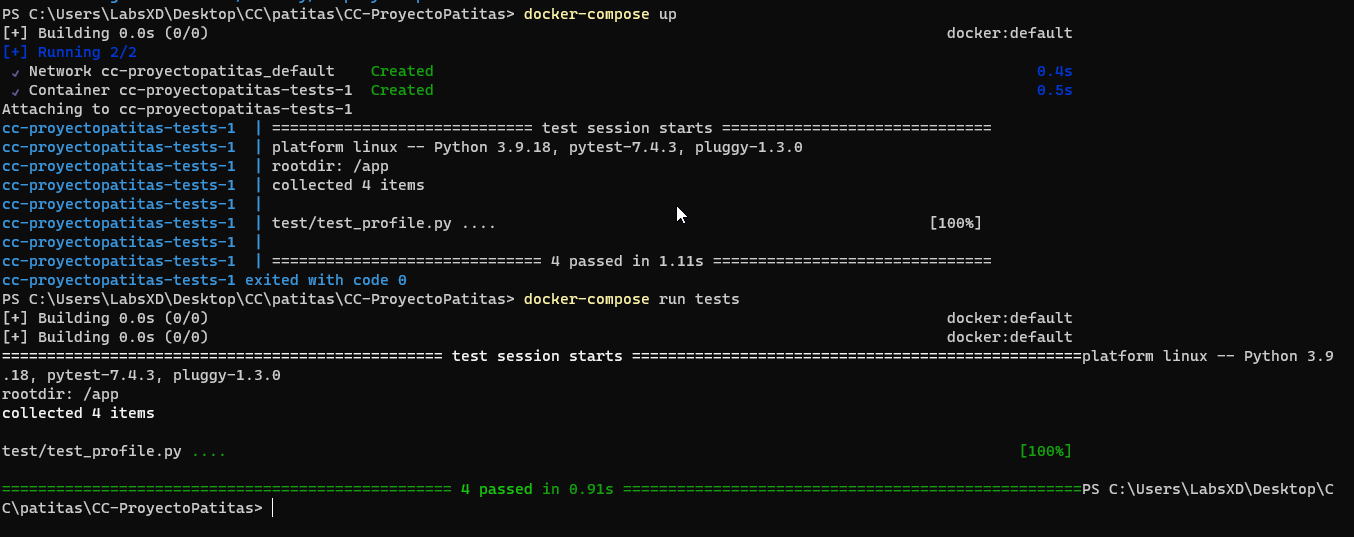 PS C:\Users\LabsXD\Desktop\CC\patitas\CC-ProyectoPatitas> docker-compose up
[+] Building 0.0s (0/0) docker:default
[+] Running 2/2
✓ Network cc-proyectopatitas_default Created 0.4s
✓ Container cc-proyectopatitas-tests-1 Created 0.5s
Attaching to cc-proyectopatitas-tests-1
cc-proyectopatitas-tests-1 | ============================= test session starts ==============================
cc-proyectopatitas-tests-1 | platform linux -- Python 3.9.18, pytest-7.4.3, pluggy-1.3.0
cc-proyectopatitas-tests-1 | rootdir: /app
cc-proyectopatitas-tests-1 | collected 4 items
cc-proyectopatitas-tests-1 |
cc-proyectopatitas-tests-1 | test/test_profile.py .... [100%]
cc-proyectopatitas-tests-1 |
cc-proyectopatitas-tests-1 | ============================== 4 passed in 1.11s ===============================
cc-proyectopatitas-tests-1 exited with code 0
PS C:\Users\LabsXD\Desktop\CC\patitas\CC-ProyectoPatitas> docker-compose run tests
[+] Building 0.0s (0/0) docker:default
[+] Building 0.0s (0/0) docker:default
================================================= test session starts ==================================================platform linux -- Python 3.9
.18, pytest-7.4.3, pluggy-1.3.0
rootdir: /app
collected 4 items
test/test_profile.py .... [100%]
================================================== 4 passed in 0.91s ===================================================PS C:\Users\LabsXD\Desktop\C
C\patitas\CC-ProyectoPatitas>